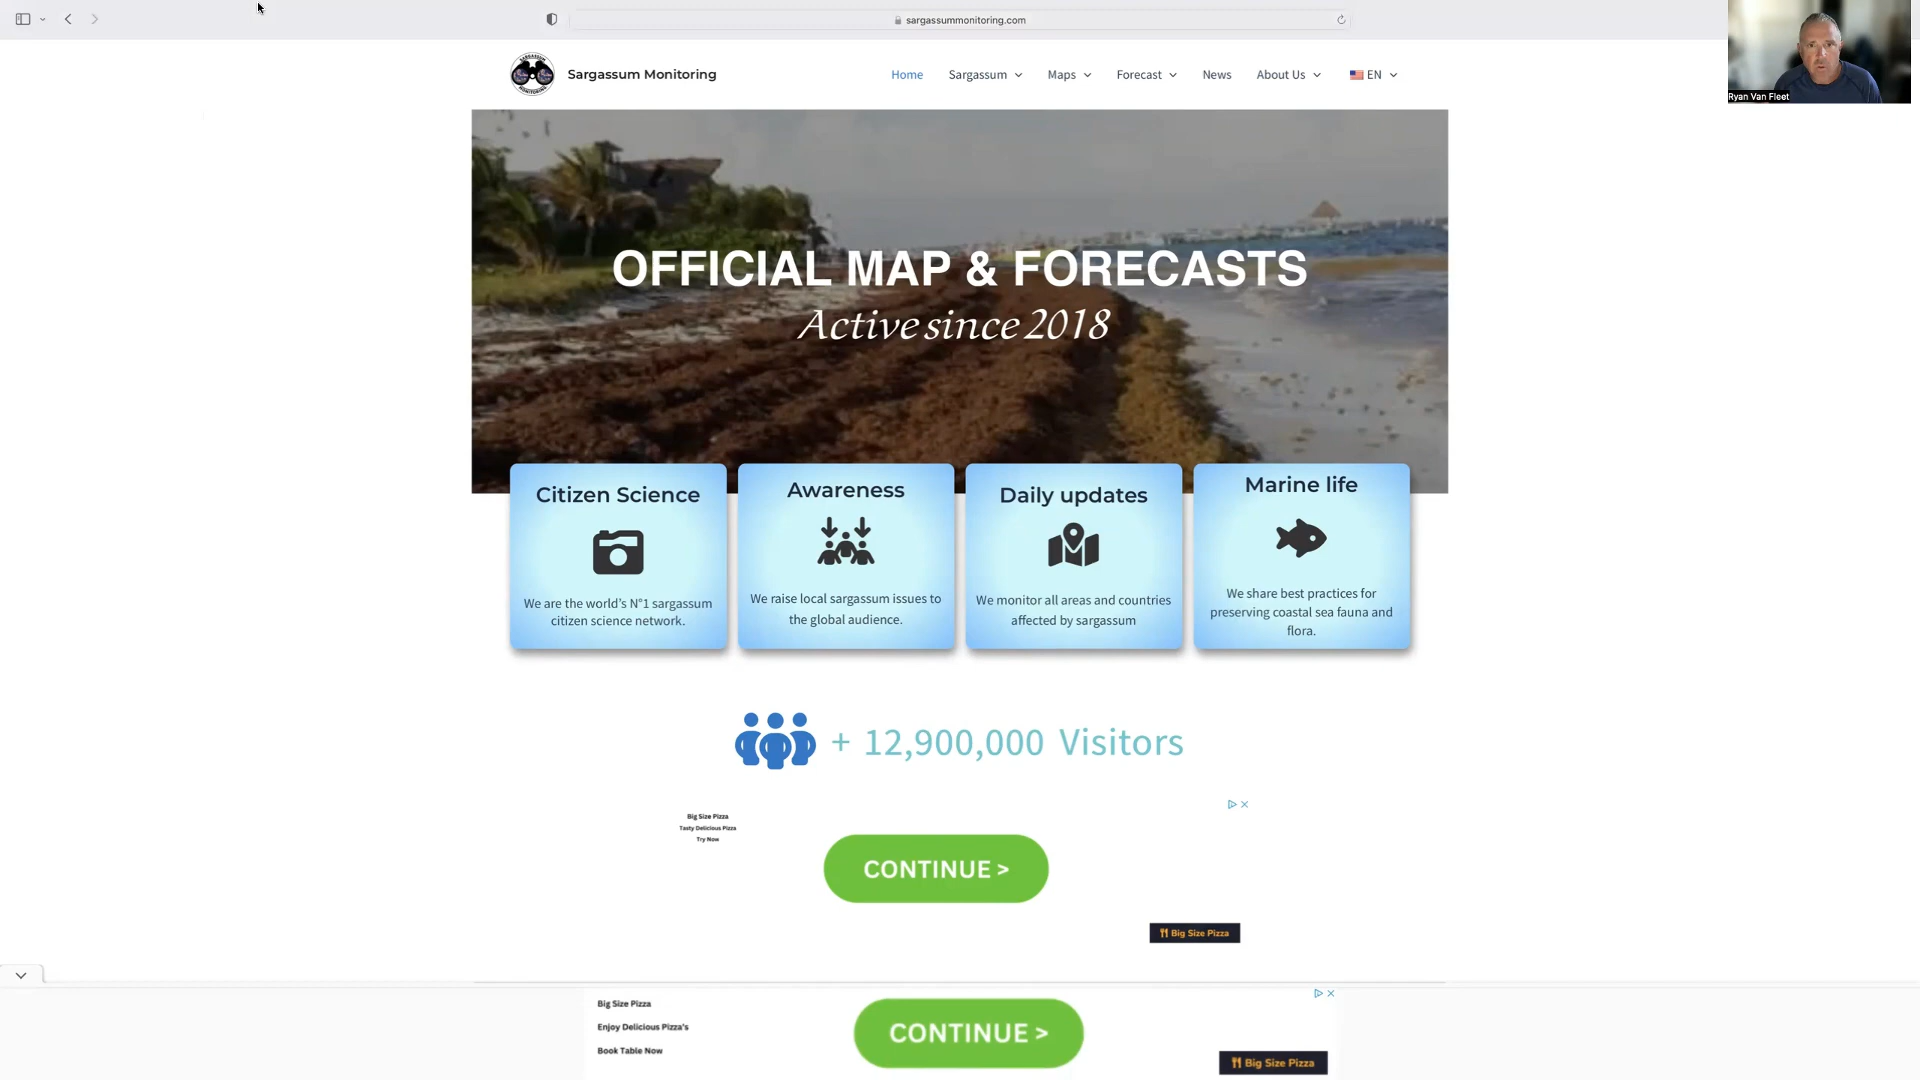 sargassummonitoring.com
Ryan Van Fleet
SARGASSUM
MONITORING
Sargassum Monitoring
Home
Sargassum
Maps
Forecast
News
About Us
EN
OFFICIAL MAP & FORECASTS
Active since 2018
Citizen Science
We are the world's N°1 sargassum
citizen science network.
Awareness
We raise local sargassum issues to
the global audience.
Daily updates
We monitor all areas and countries
affected by sargassum
Marine life
We share best practices for
preserving coastal sea fauna and
flora.
+ 12,900,000 Visitors
Big Size Pizza
Tasty Delicious Pizza
Try Now
CONTINUE >
Big Size Pizza
Big Size Pizza
Enjoy Delicious Pizza's
Book Table Now
CONTINUE >
Big Size Pizza